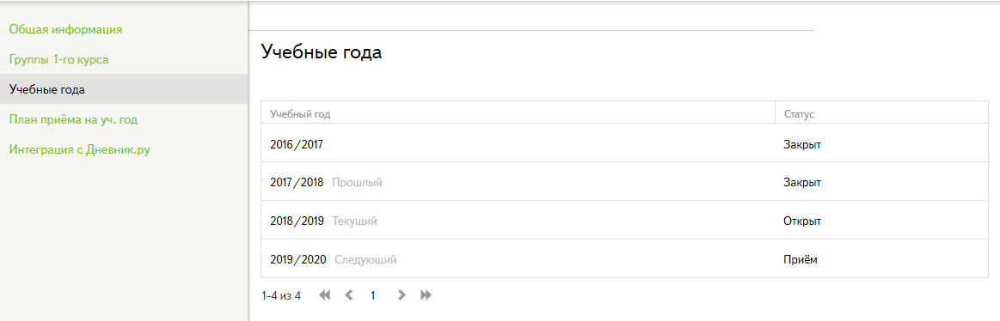 Общая информация
Группы 1-го курса
Учебные года
План приёма на уч. год
Интеграция с Дневник.ру
Учебные года
Учебный год Статус
2016/2017 Закрыт
2017/2018 Прошлый Закрыт
2018/2019 Текущий Открыт
2019/2020 Следующий Приём
1-4 из 4 1